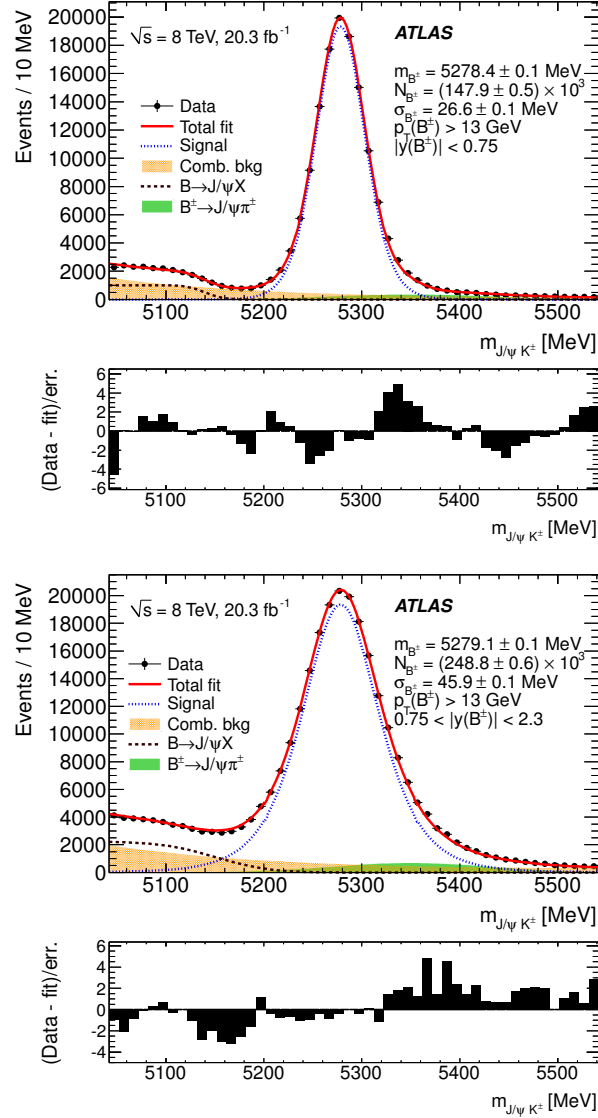 √s = 8 TeV, 20.3 fb⁻¹
ATLAS
m_B± = 5278.4 ± 0.1 MeV
N_B± = (147.9 ± 0.5) × 10³
σ_B± = 26.6 ± 0.1 MeV
p_T(B±) > 13 GeV
|y(B±)| < 0.75
Data
Total fit
Signal
Comb. bkg
B→J/ψX
B±→J/ψπ±
Events / 10 MeV
20000
18000
16000
14000
12000
10000
8000
6000
4000
2000
0
5100 5200 5300 5400 5500
m_J/ψ K± [MeV]
(Data - fit)/err.
6
4
2
0
-2
-4
-6
5100 5200 5300 5400 5500
m_J/ψ K± [MeV]
√s = 8 TeV, 20.3 fb⁻¹
ATLAS
m_B± = 5279.1 ± 0.1 MeV
N_B± = (248.8 ± 0.6) × 10³
σ_B± = 45.9 ± 0.1 MeV
p_T(B±) > 13 GeV
0.75 < |y(B±)| < 2.3
Data
Total fit
Signal
Comb. bkg
B→J/ψX
B±→J/ψπ±
Events / 10 MeV
20000
18000
16000
14000
12000
10000
8000
6000
4000
2000
0
5100 5200 5300 5400 5500
m_J/ψ K± [MeV]
(Data - fit)/err.
6
4
2
0
-2
-4
5100 5200 5300 5400 5500
m_J/ψ K± [MeV]